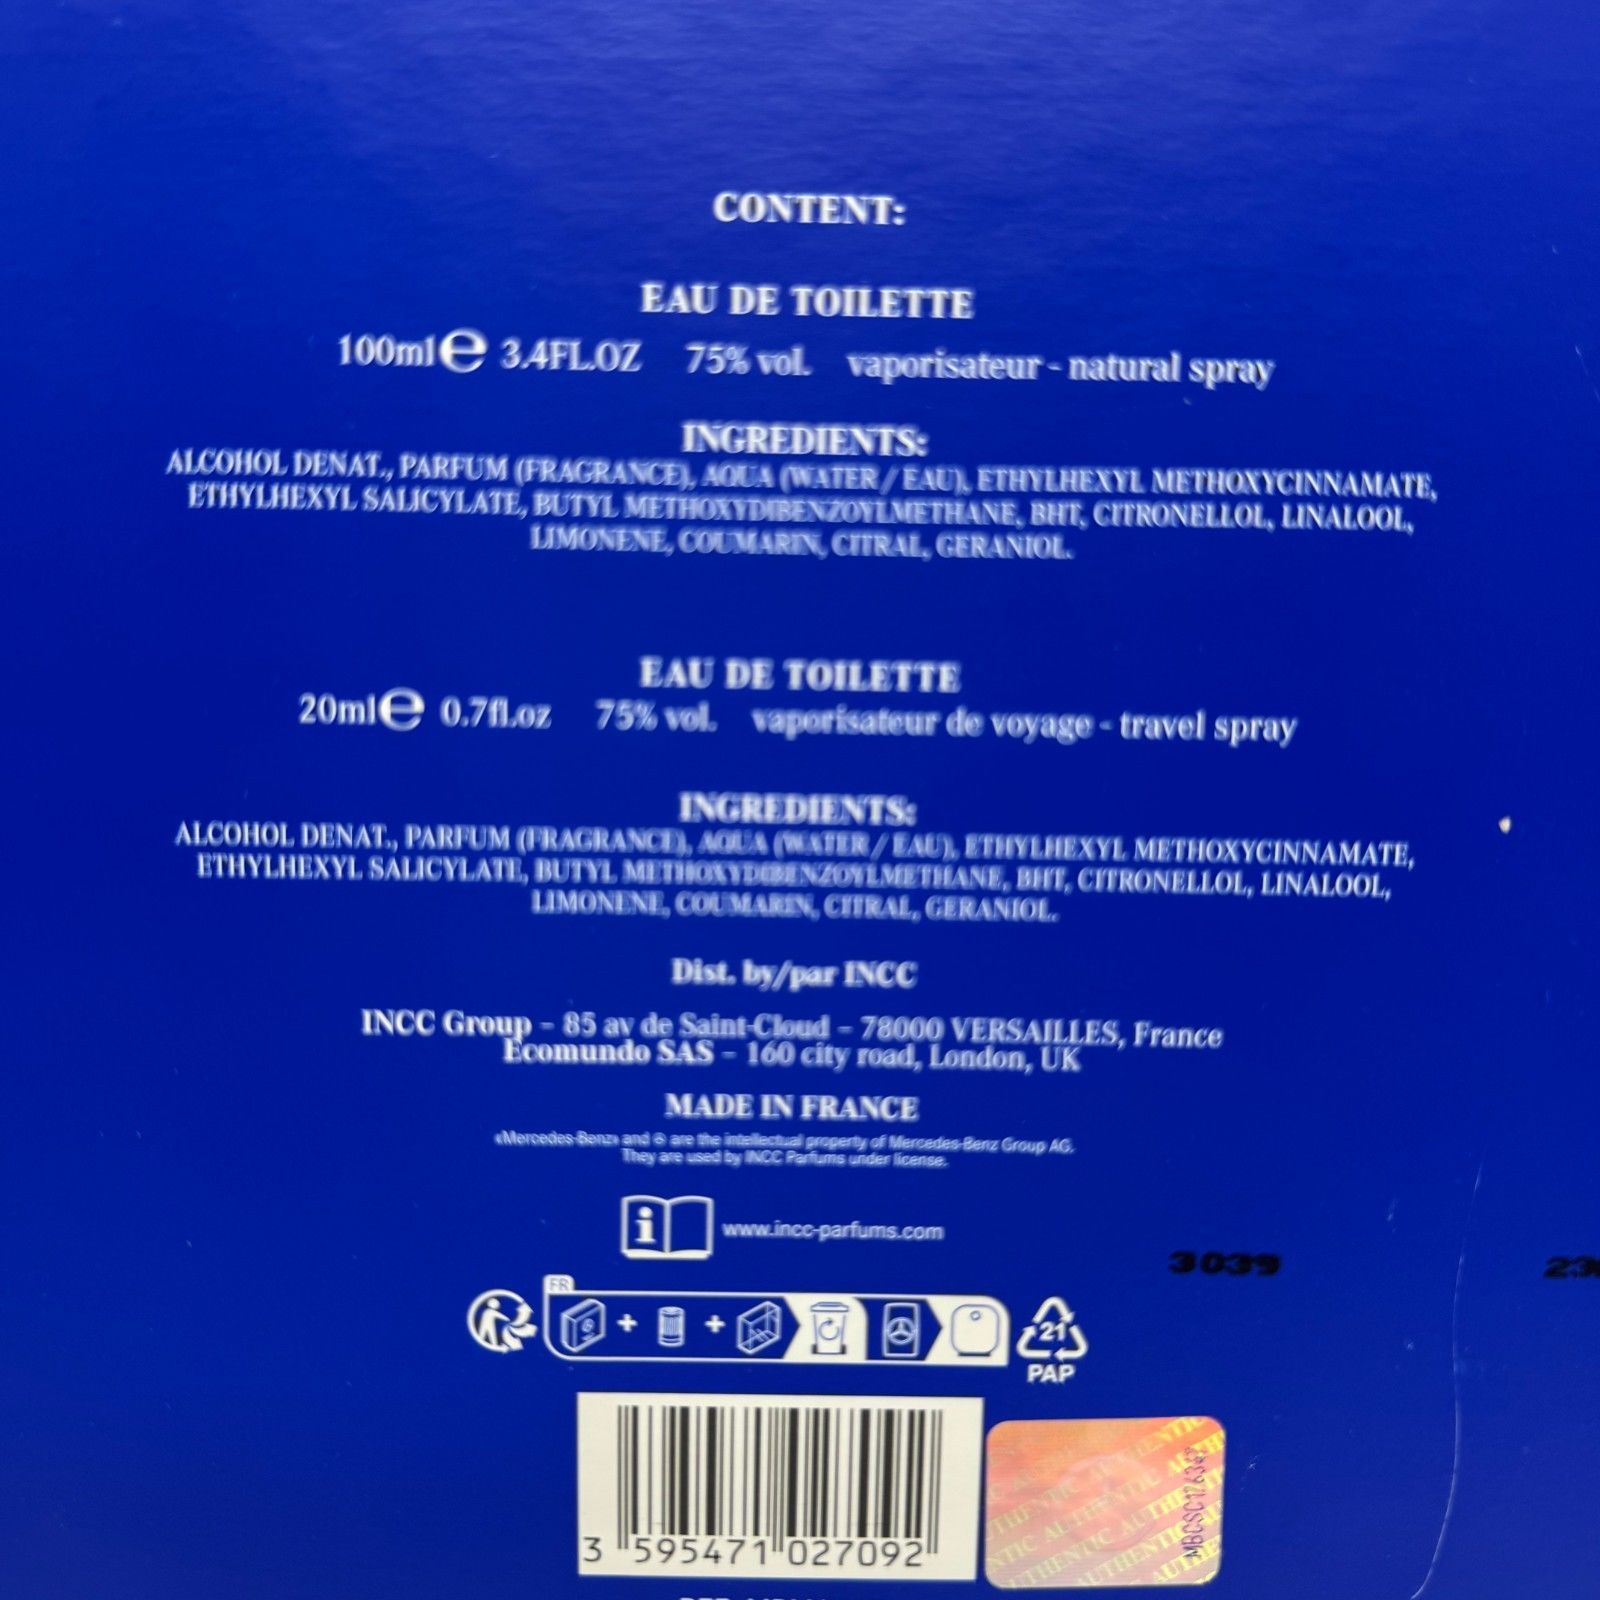 CONTENT:
EAU DE TOILETTE
100ml℮ 3.4FL.OZ 75% vol. vaporisateur - natural spray
INGREDIENTS:
ALCOHOL DENAT., PARFUM (FRAGRANCE), AQUA (WATER / EAU), ETHYLHEXYL METHOXYCINNAMATE,
ETHYLHEXYL SALICYLATE, BUTYL METHOXYDIBENZOYLMETHANE, BHT, CITRONELLOL, LINALOOL,
LIMONENE, COUMARIN, CITRAL, GERANIOL.
EAU DE TOILETTE
20ml℮ 0.7fl.oz 75% vol. vaporisateur de voyage - travel spray
INGREDIENTS:
ALCOHOL DENAT., PARFUM (FRAGRANCE), AQUA (WATER / EAU), ETHYLHEXYL METHOXYCINNAMATE,
ETHYLHEXYL SALICYLATE, BUTYL METHOXYDIBENZOYLMETHANE, BHT, CITRONELLOL, LINALOOL,
LIMONENE, COUMARIN, CITRAL, GERANIOL.
Dist. by/par INCC
INCC Group - 85 av de Saint-Cloud - 78000 VERSAILLES, France
Ecomundo SAS - 160 city road, London, UK
MADE IN FRANCE
«Mercedes-Benz» and are the intellectual property of Mercedes-Benz Group AG.
They are used by INCC Parfums under license.
i www.incc-parfums.com
3039
FR
21
PAP
3 595471 027092
AUTHENTIC